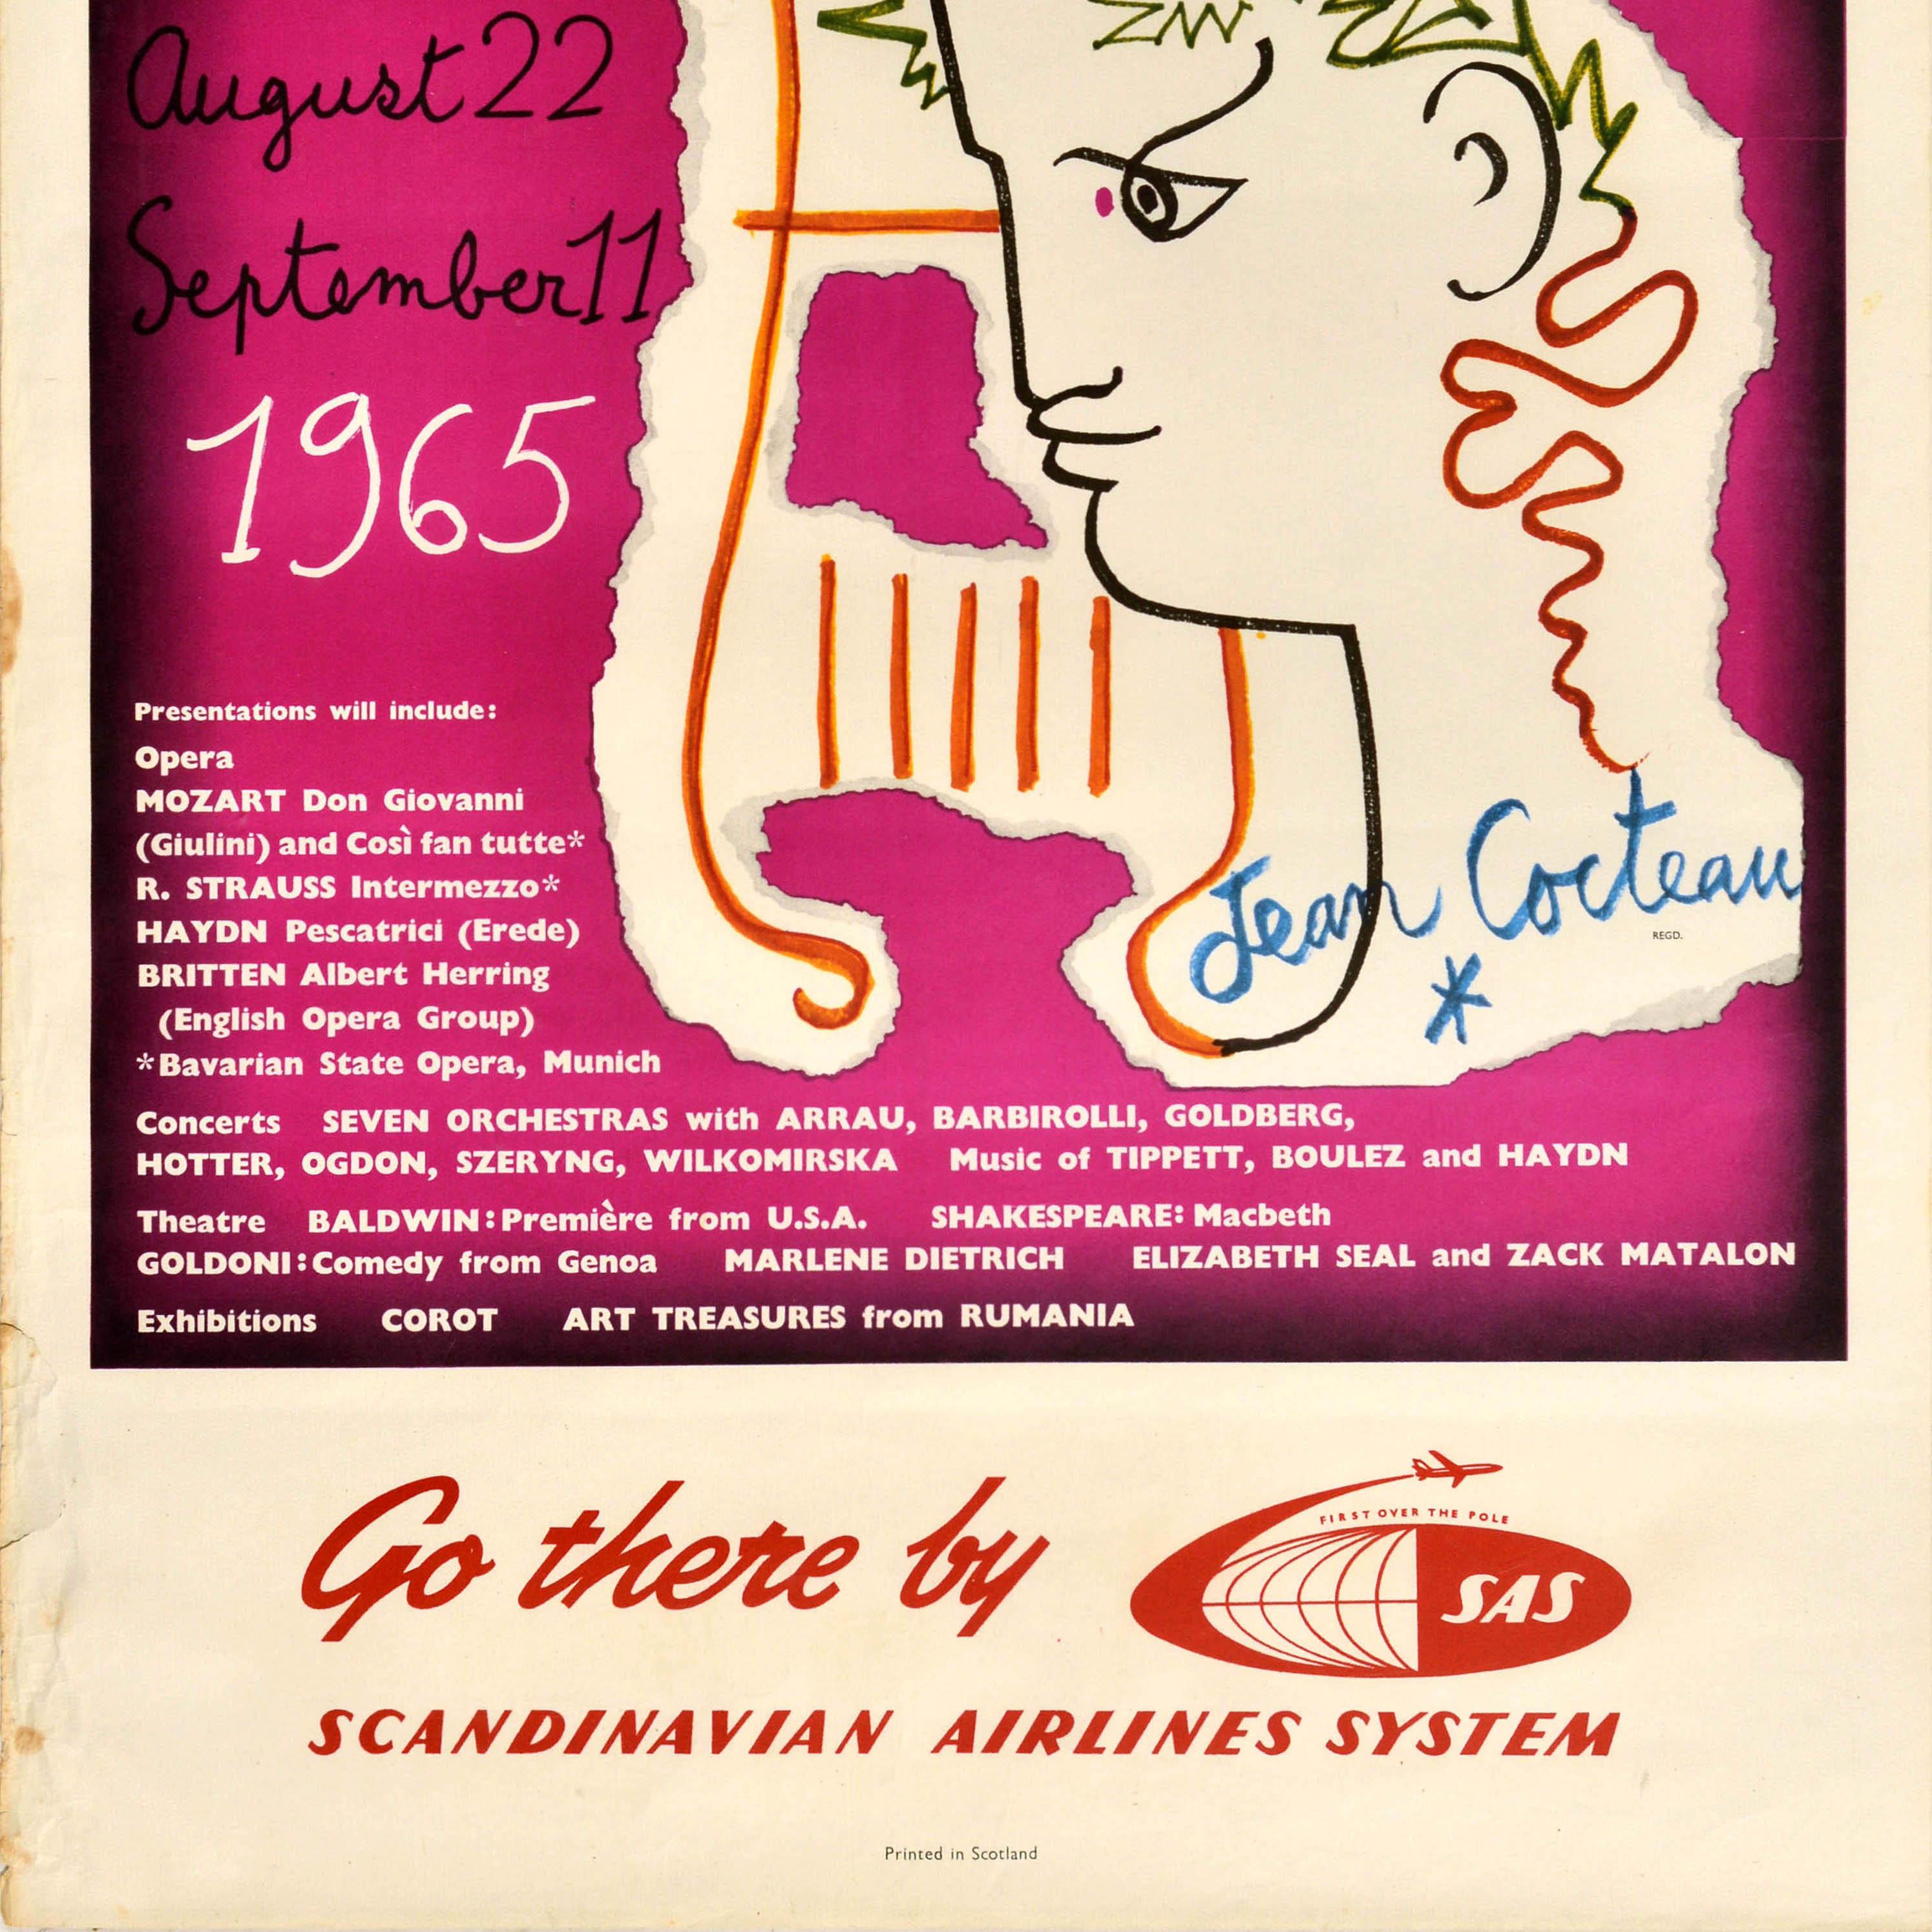 August 22
September 11
1965
Presentations will include:
Opera
MOZART Don Giovanni
(Giulini) and Così fan tutte*
R. STRAUSS Intermezzo*
HAYDN Pescatrici (Erede)
BRITTEN Albert Herring
(English Opera Group)
*Bavarian State Opera, Munich
Jean Cocteau
*
REGD.
Concerts SEVEN ORCHESTRAS with ARRAU, BARBIROLLI, GOLDBERG,
HOTTER, OGDON, SZERYNG, WILKOMIRSKA Music of TIPPETT, BOULEZ and HAYDN
Theatre BALDWIN: Première from U.S.A. SHAKESPEARE: Macbeth
GOLDONI: Comedy from Genoa MARLENE DIETRICH ELIZABETH SEAL and ZACK MATALON
Exhibitions COROT ART TREASURES from RUMANIA
Go there by
FIRST OVER THE POLE
SAS
SCANDINAVIAN AIRLINES SYSTEM
Printed in Scotland